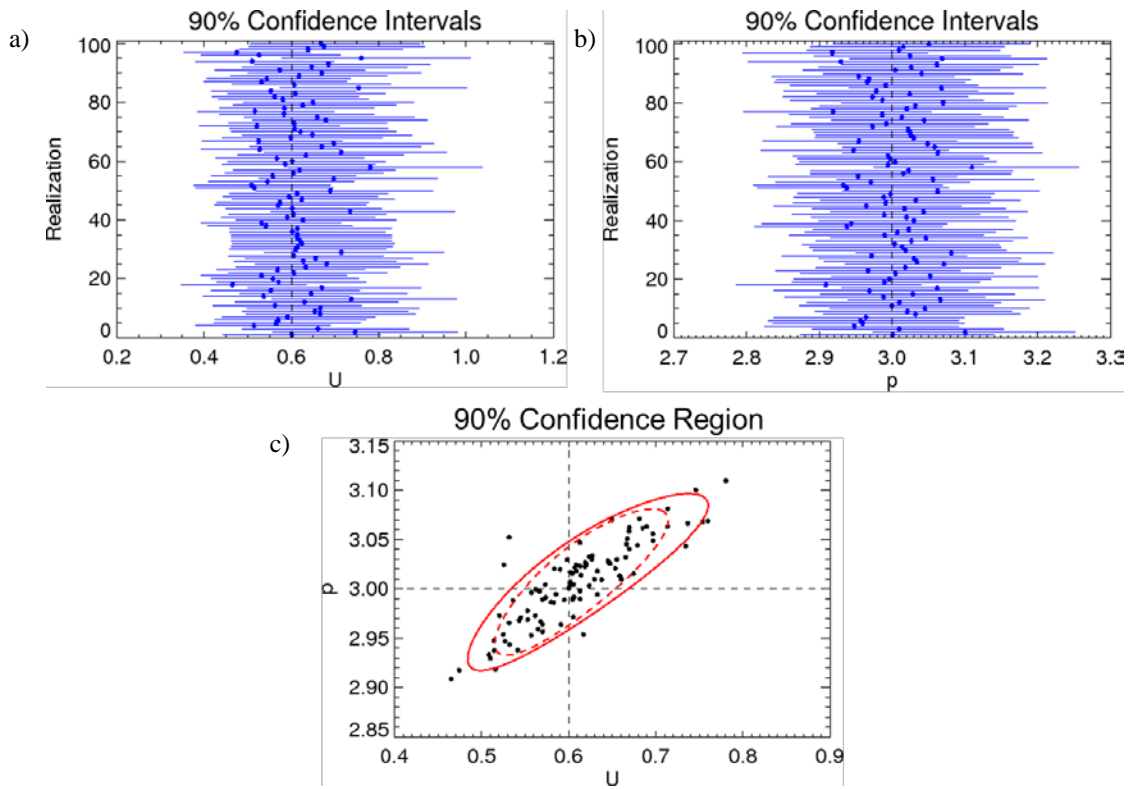 a)
90% Confidence Intervals
Realization
100
80
60
40
20
0
0.2 0.4 0.6 0.8 1.0 1.2
U
b)
90% Confidence Intervals
Realization
100
80
60
40
20
0
2.7 2.8 2.9 3.0 3.1 3.2 3.3
p
c)
90% Confidence Region
p
3.15
3.10
3.05
3.00
2.95
2.90
2.85
0.4 0.5 0.6 0.7 0.8 0.9
U